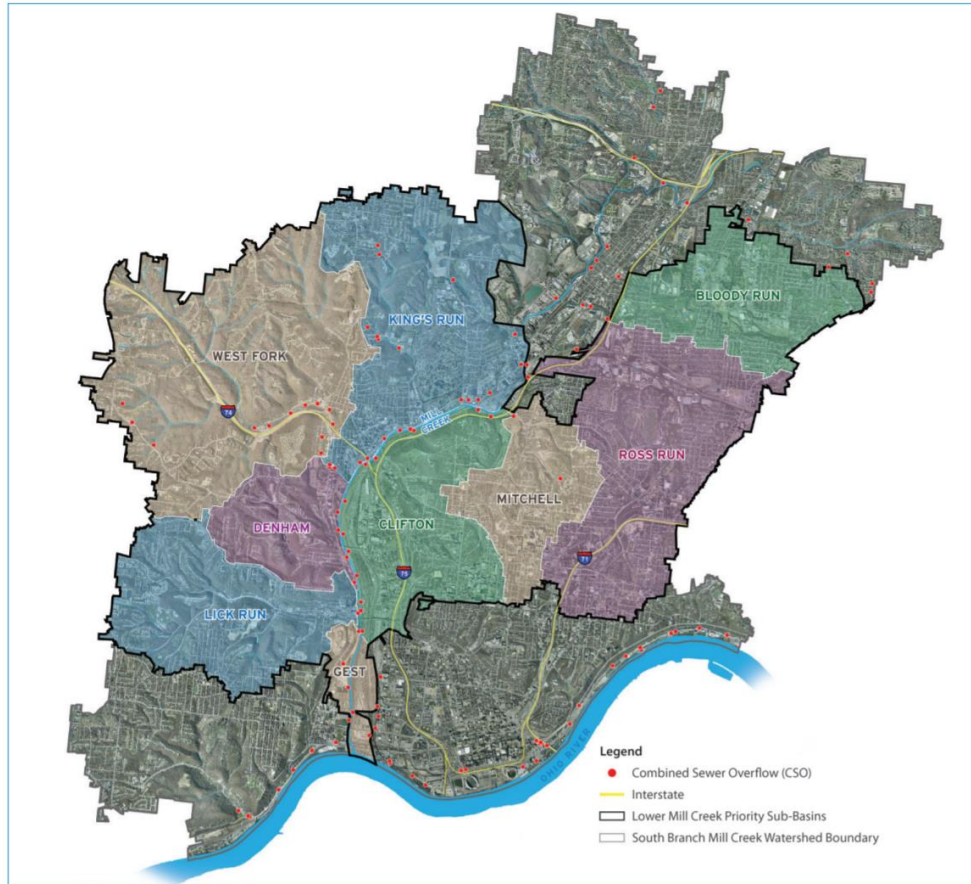 BLOODY RUN
KING'S RUN
WEST FORK
74
MILL
CREEK
ROSS RUN
MITCHELL
DENHAM
CLIFTON
71
75
LICK RUN
GEST
OHIO RIVER
Legend
Combined Sewer Overflow (CSO)
Interstate
Lower Mill Creek Priority Sub-Basins
South Branch Mill Creek Watershed Boundary